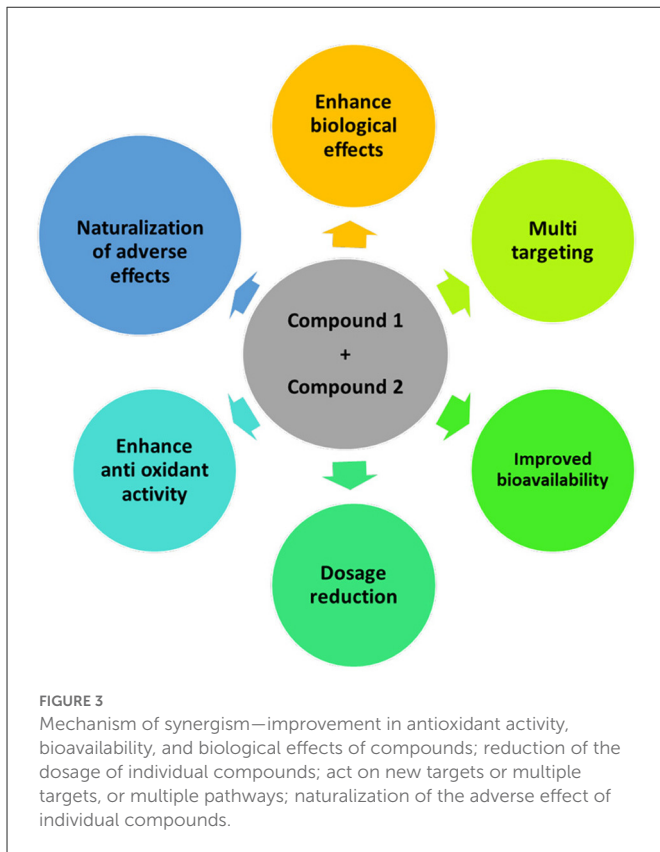 Enhance
biological
effects
Naturalization
of adverse
effects
Multi
targeting
Compound 1
+
Compound 2
Enhance
anti oxidant
activity
Improved
bioavailability
Dosage
reduction
FIGURE 3
Mechanism of synergism—improvement in antioxidant activity,
bioavailability, and biological effects of compounds; reduction of the
dosage of individual compounds; act on new targets or multiple
targets, or multiple pathways; naturalization of the adverse effect of
individual compounds.